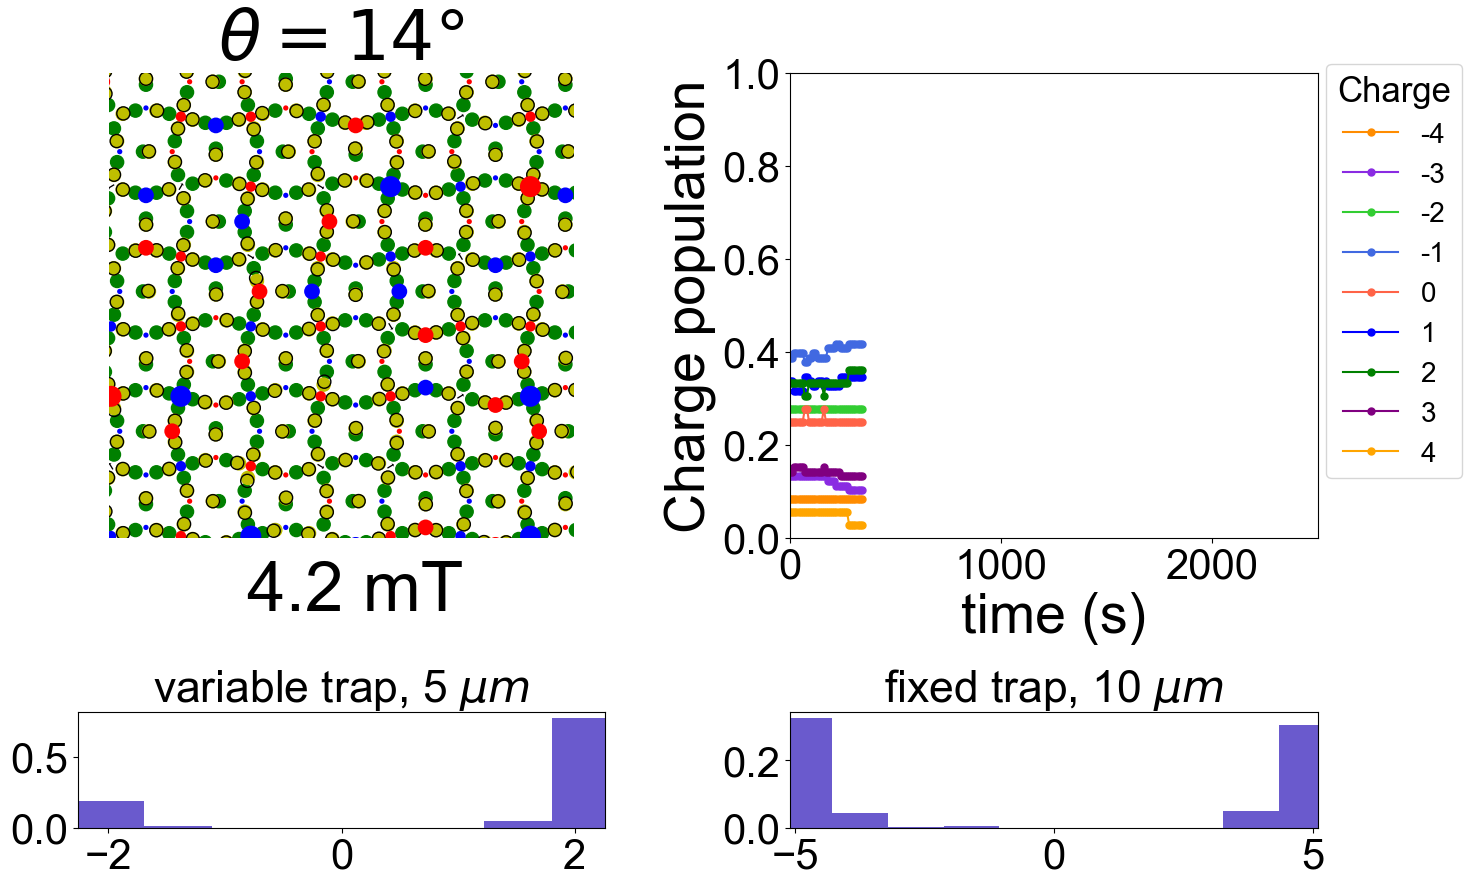 θ = 14°
4.2 mT
1.0
0.8
0.6
0.4
0.2
0.0
Charge population
0 1000 2000
time (s)
Charge
-4
-3
-2
-1
0
1
2
3
4
variable trap, 5 μm
0.5
0.0
−2 0 2
fixed trap, 10 μm
0.2
0.0
−5 0 5